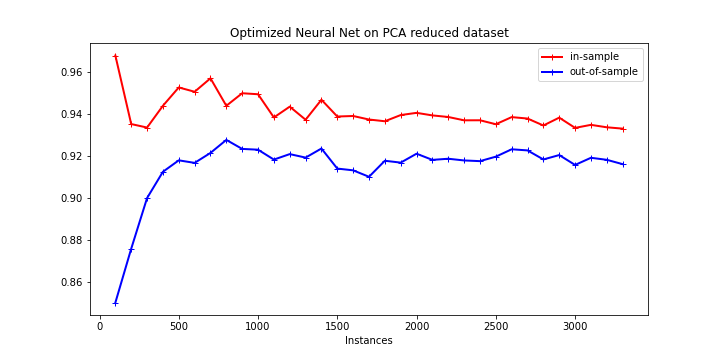 Optimized Neural Net on PCA reduced dataset
in-sample
out-of-sample
0.96
0.94
0.92
0.90
0.88
0.86
0 500 1000 1500 2000 2500 3000
Instances